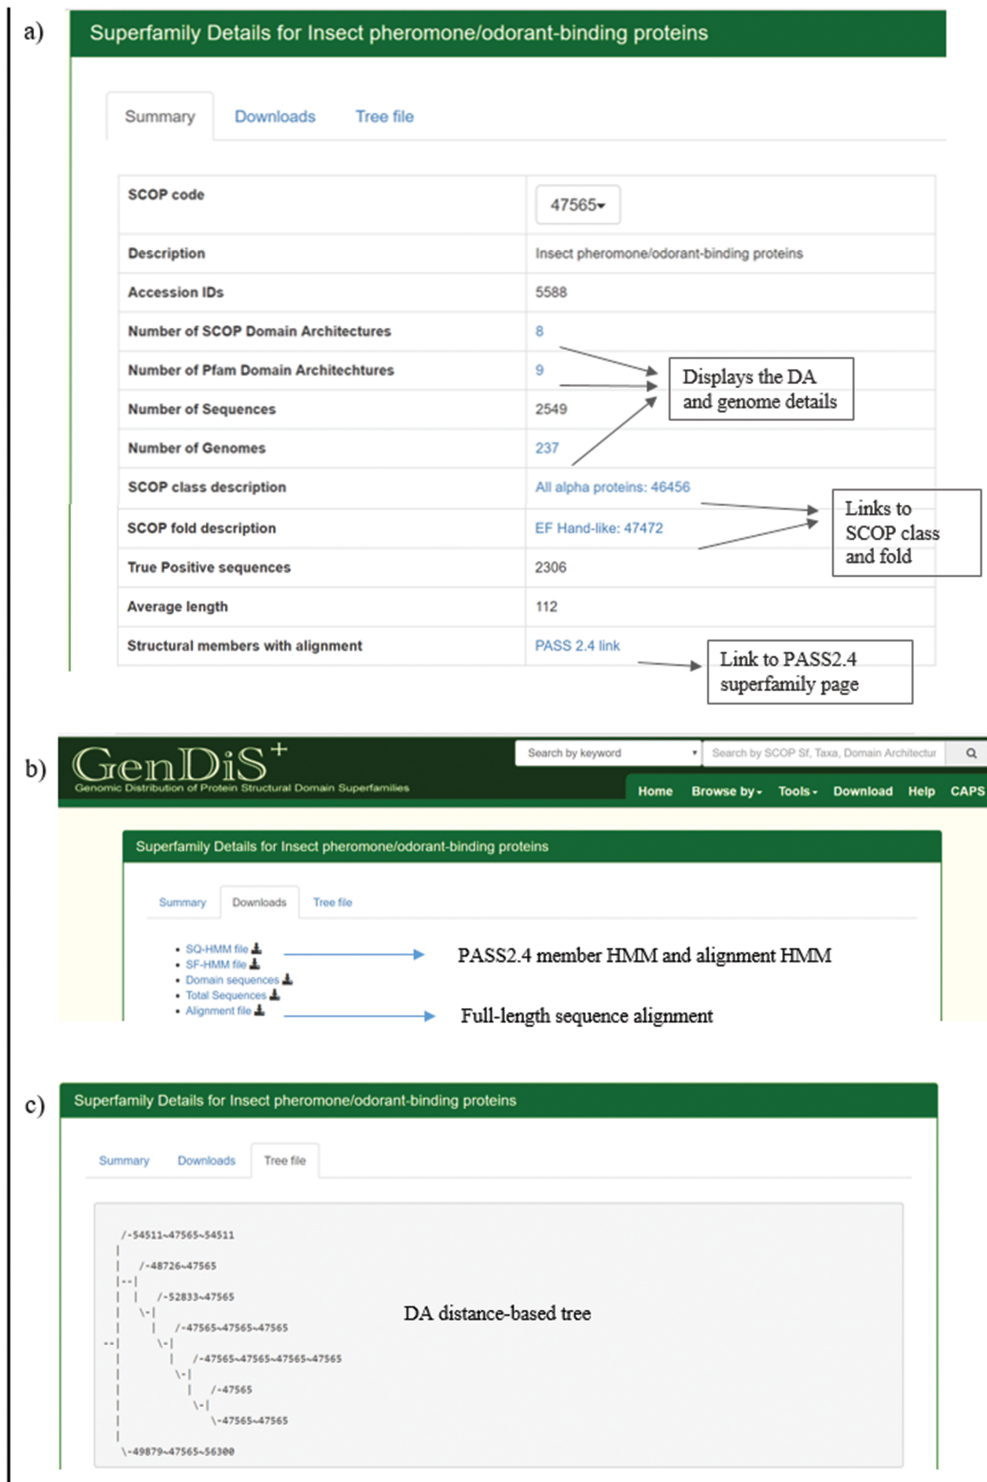 a)
Superfamily Details for Insect pheromone/odorant-binding proteins
Summary Downloads Tree file
SCOP code 47565
Description Insect pheromone/odorant-binding proteins
Accession IDs 5588
Number of SCOP Domain Architectures 8
Number of Pfam Domain Architechtures 9
Displays the DA
and genome details
Number of Sequences 2549
Number of Genomes 237
SCOP class description All alpha proteins: 46456
Links to
SCOP class
and fold
SCOP fold description EF Hand-like: 47472
True Positive sequences 2306
Average length 112
Structural members with alignment PASS 2.4 link
Link to PASS2.4
superfamily page
b)
GenDiS+
Genomic Distribution of Protein Structural Domain Superfamilies
Search by keyword Search by SCOP Sf, Taxa, Domain Architectur
Home Browse by Tools Download Help CAPS
Superfamily Details for Insect pheromone/odorant-binding proteins
Summary Downloads Tree file
• SQ-HMM file
• SF-HMM file
• Domain sequences
• Total Sequences
• Alignment file
PASS2.4 member HMM and alignment HMM
Full-length sequence alignment
c)
Superfamily Details for Insect pheromone/odorant-binding proteins
Summary Downloads Tree file
/-54511~47565~54511
|
| /-48726~47565
|--|
| | /-52833~47565
| \-|
| | /-47565~47565~47565
--| \-|
| | /-47565~47565~47565~47565
| \-|
| | /-47565
| \-|
| \-47565~47565
|
\-49879~47565~56300
DA distance-based tree